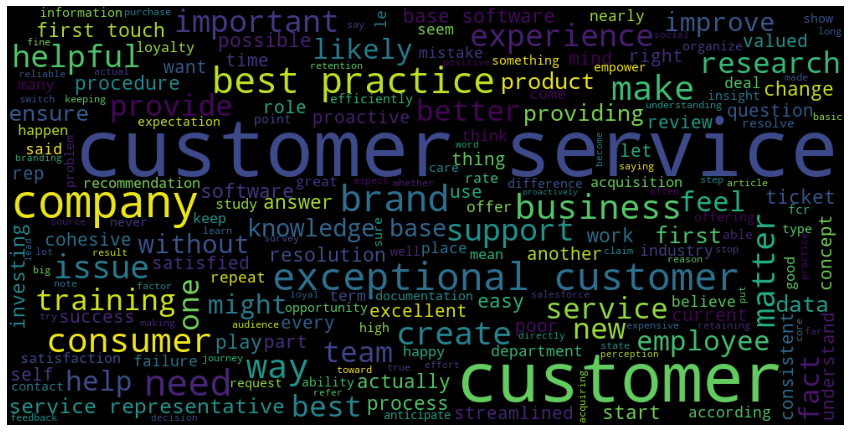 information purchase
say
le
base software
nearly
show
long
first touch
important
seem
social
organize
improve
fine
helpful
loyalty
possible
likely
experience
mind
right
valued
reliable
actual
want
time
mistake
something
empower
research
many
procedure
retention
best practice
positive
product
deal
change
switch
keeping
provide
role
efficiently
better
come
make
understanding
insight
made
ensure
proactive
providing
review
question
resolve
happen
expectation
point
basic
branding
said
customer service
problem
rep
word
think
thing
become
saying
let
step
article
recommendation
care
aspect
whether
rate
difference
acquisition
proactively
often
company
software
great
brand
use
offer
business
feel
ticket
study
answer
offering
fcr
source
never
keep
knowledge base
support
first
able
type
concept
learn
survey
sure
cohesive
without
resolution
well
place
work
industry
claim
stop
practice
lead
lot
result
satisfied
mean
another
reason
good
investing
issue
repeat
exceptional customer
matter
big
note
factor
term
opportunity
documentation
loyal
salesforce
put
believe
data
training
one
might
easy
service
try
success
every
high
excellent
new
current
expensive
retaining
core
far
consistent
making
audience
create
poor
directly
consumer
play
part
team
happy
department
employee
fact
understand
satisfaction
failure
journey
toward
true
effort
state
perception
self
help
need
way
request
ability
actually
customer
contact
refer
process
acquiring
start
according
service representative
best
anticipate
streamlined
feedback
decision